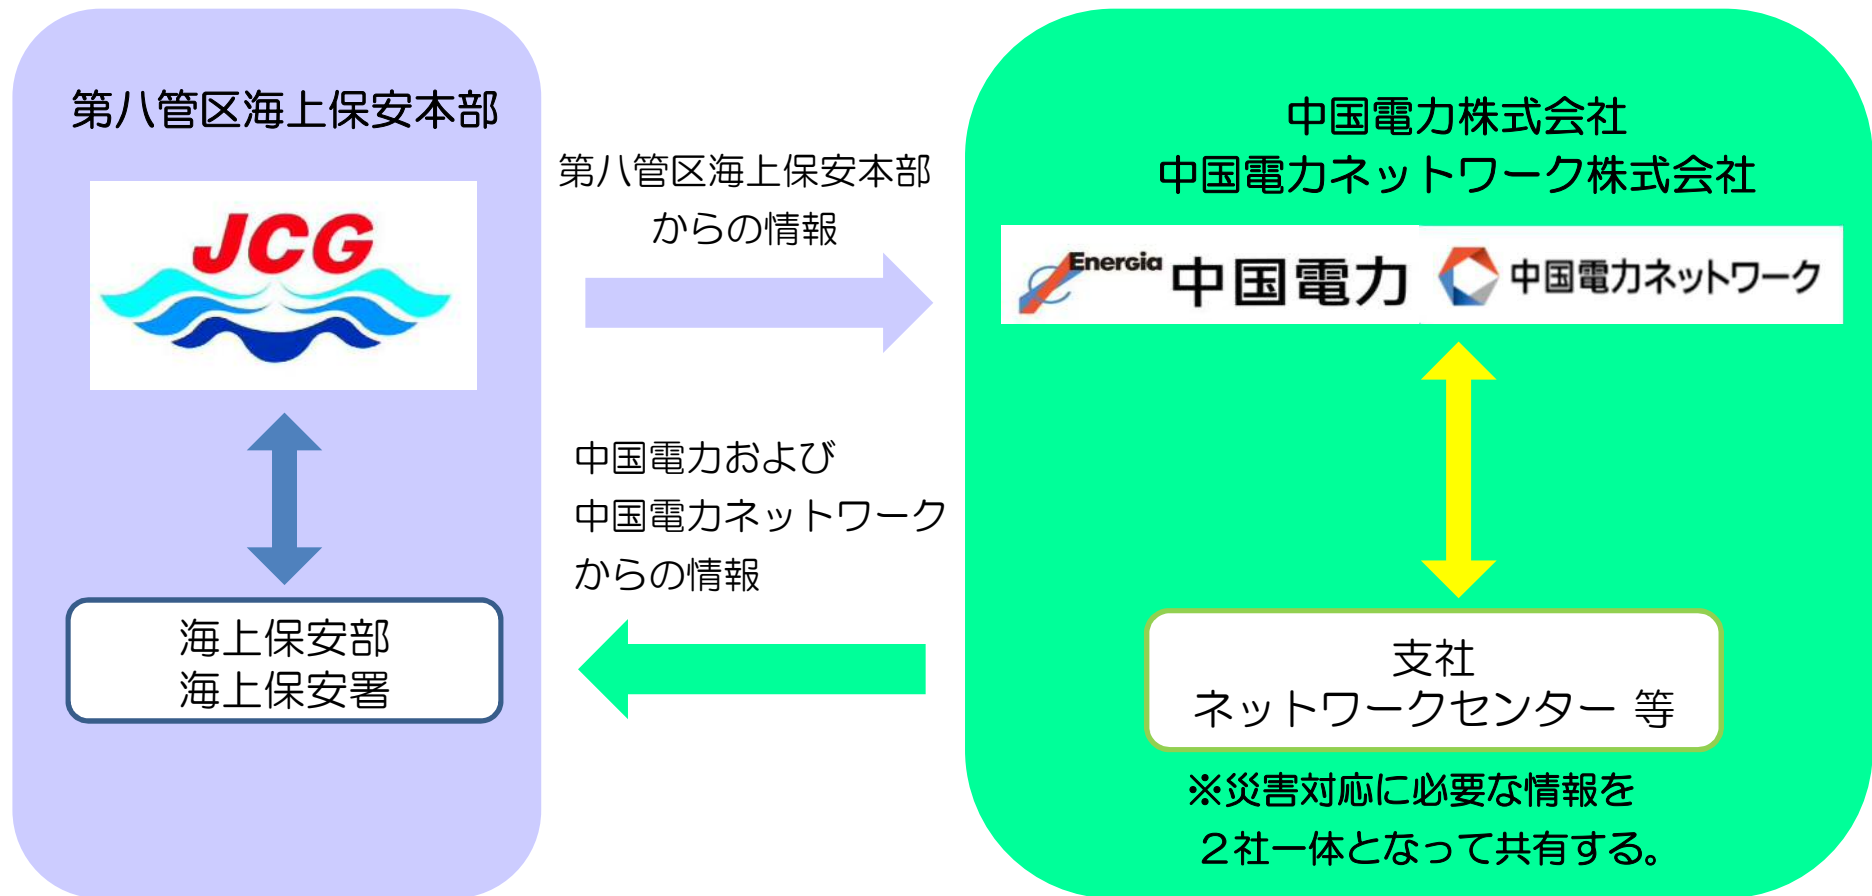 第八管区海上保安本部
JCG
海上保安部
海上保安署
第八管区海上保安本部
からの情報
中国電力および
中国電力ネットワーク
からの情報
中国電力株式会社
中国電力ネットワーク株式会社
Energia 中国電力
中国電力ネットワーク
支社
ネットワークセンター 等
※災害対応に必要な情報を
２社一体となって共有する。